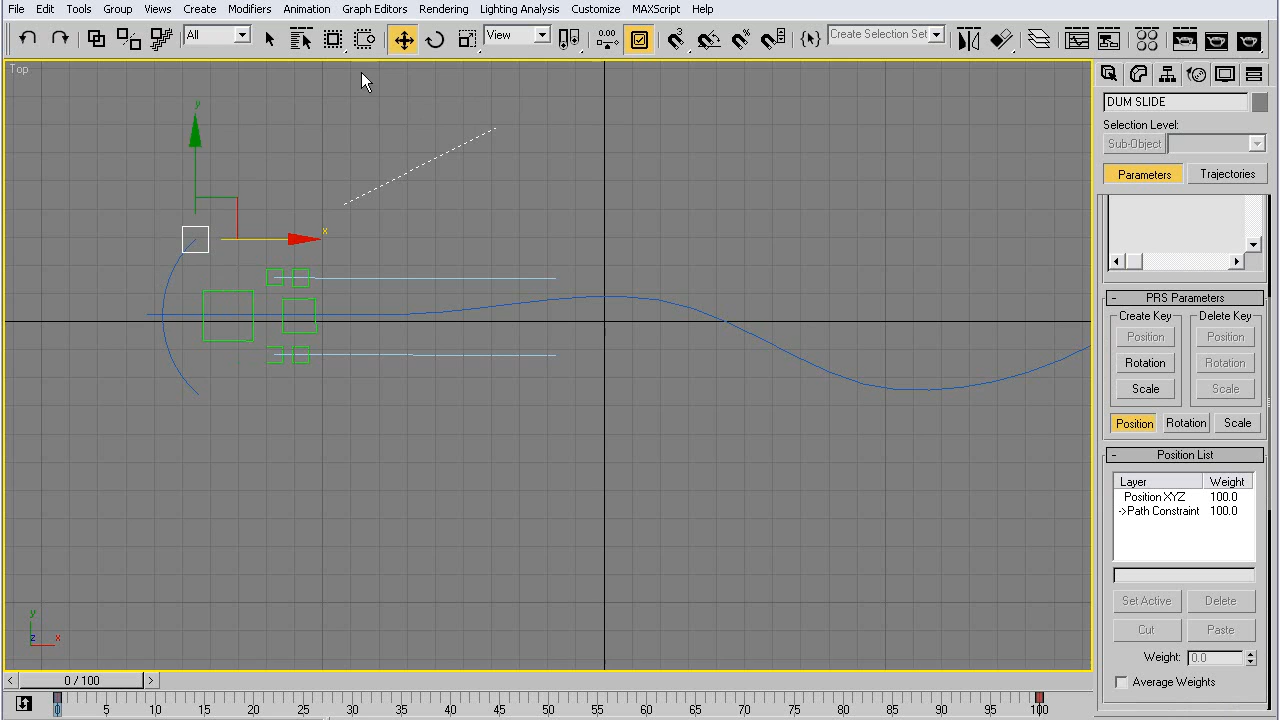 File Edit Tools Group Views Create Modifiers Animation Graph Editors Rendering Lighting Analysis Customize MAXScript Help
All View 0.00 Create Selection Set
Top
DUM SLIDE
Selection Level:
Sub-Object
Parameters Trajectories
PRS Parameters
Create Key Delete Key
Position Position
Rotation Rotation
Scale Scale
Position Rotation Scale
Position List
Layer Weight
Position XYZ 100.0
->Path Constraint 100.0
Set Active Delete
Cut Paste
Weight: 0.0
Average Weights
y
x
y
z x
< 0 / 100 >
0 5 10 15 20 25 30 35 40 45 50 55 60 65 70 75 80 85 90 95 100